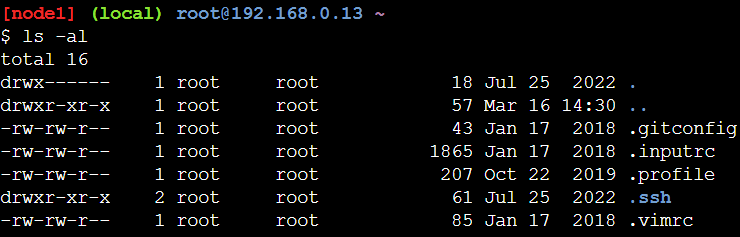 [node1] (local) root@192.168.0.13 ~
$ ls -al
total 16
drwx------    1 root     root            18 Jul 25  2022 .
drwxr-xr-x    1 root     root            57 Mar 16 14:30 ..
-rw-rw-r--    1 root     root            43 Jan 17  2018 .gitconfig
-rw-rw-r--    1 root     root          1865 Jan 17  2018 .inputrc
-rw-rw-r--    1 root     root           207 Oct 22  2019 .profile
drwxr-xr-x    2 root     root            61 Jul 25  2022 .ssh
-rw-rw-r--    1 root     root            85 Jan 17  2018 .vimrc